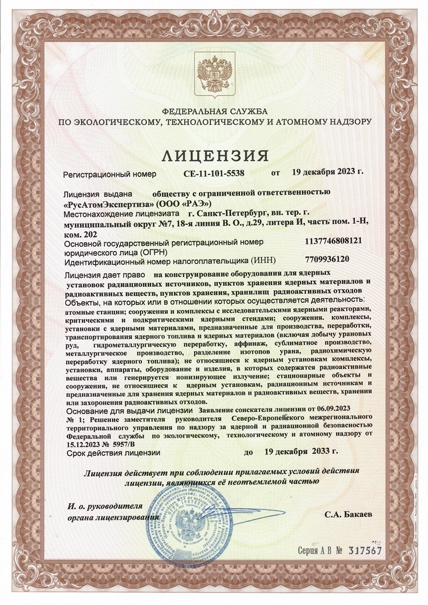 ФЕДЕРАЛЬНАЯ СЛУЖБА
ПО ЭКОЛОГИЧЕСКОМУ, ТЕХНОЛОГИЧЕСКОМУ И АТОМНОМУ НАДЗОРУ
ЛИЦЕНЗИЯ
Регистрационный номер СЕ-11-101-5538 от 19 декабря 2023 г.
Лицензия выдана обществу с ограниченной ответственностью
«РусАтомЭкспертиза» (ООО «РАЭ»)
Местонахождение лицензиата г. Санкт-Петербург, вн. тер. г.
муниципальный округ №7, 18-я линия В. О., д.29, литера И, часть пом. 1-Н,
ком. 202
Основной государственный регистрационный номер 1137746808121
юридического лица (ОГРН)
Идентификационный номер налогоплательщика (ИНН) 7709936120
Лицензия дает право на конструирование оборудования для ядерных
установок радиационных источников, пунктов хранения ядерных материалов и
радиоактивных веществ, пунктов хранения, хранилищ радиоактивных отходов
Объекты, на которых или в отношении которых осуществляется деятельность:
атомные станции; сооружения и комплексы с исследовательскими ядерными реакторами,
критическими и подкритическими ядерными стендами; сооружения, комплексы,
установки с ядерными материалами, предназначенные для производства, переработки,
транспортирования ядерного топлива и ядерных материалов (включая добычу урановых
руд, гидрометаллургическую переработку, аффинаж, сублиматное производство,
металлургическое производство, разделение изотопов урана, радиохимическую
переработку ядерного топлива); не относящиеся к ядерным установкам комплексы,
установки, аппараты, оборудование и изделия, в которых содержатся радиоактивные
вещества или генерируется ионизирующее излучение; стационарные объекты и
сооружения, не относящиеся к ядерным установкам, радиационным источникам и
предназначенные для хранения ядерных материалов и радиоактивных веществ, хранения
или захоронения радиоактивных отходов.
Основание для выдачи лицензии Заявление соискателя лицензии от 06.09.2023
№ 1; Решение заместителя руководителя Северо-Европейского межрегионального
территориального управления по надзору за ядерной и радиационной безопасностью
Федеральной службы по экологическому, технологическому и атомному надзору от
15.12.2023 № 5957/В
Срок действия лицензии до 19 декабря 2033 г.
Лицензия действует при соблюдении прилагаемых условий действия
лицензии, являющихся её неотъемлемой частью
И. о. руководителя
органа лицензирования С.А. Бакаев
Серия А В № 317567